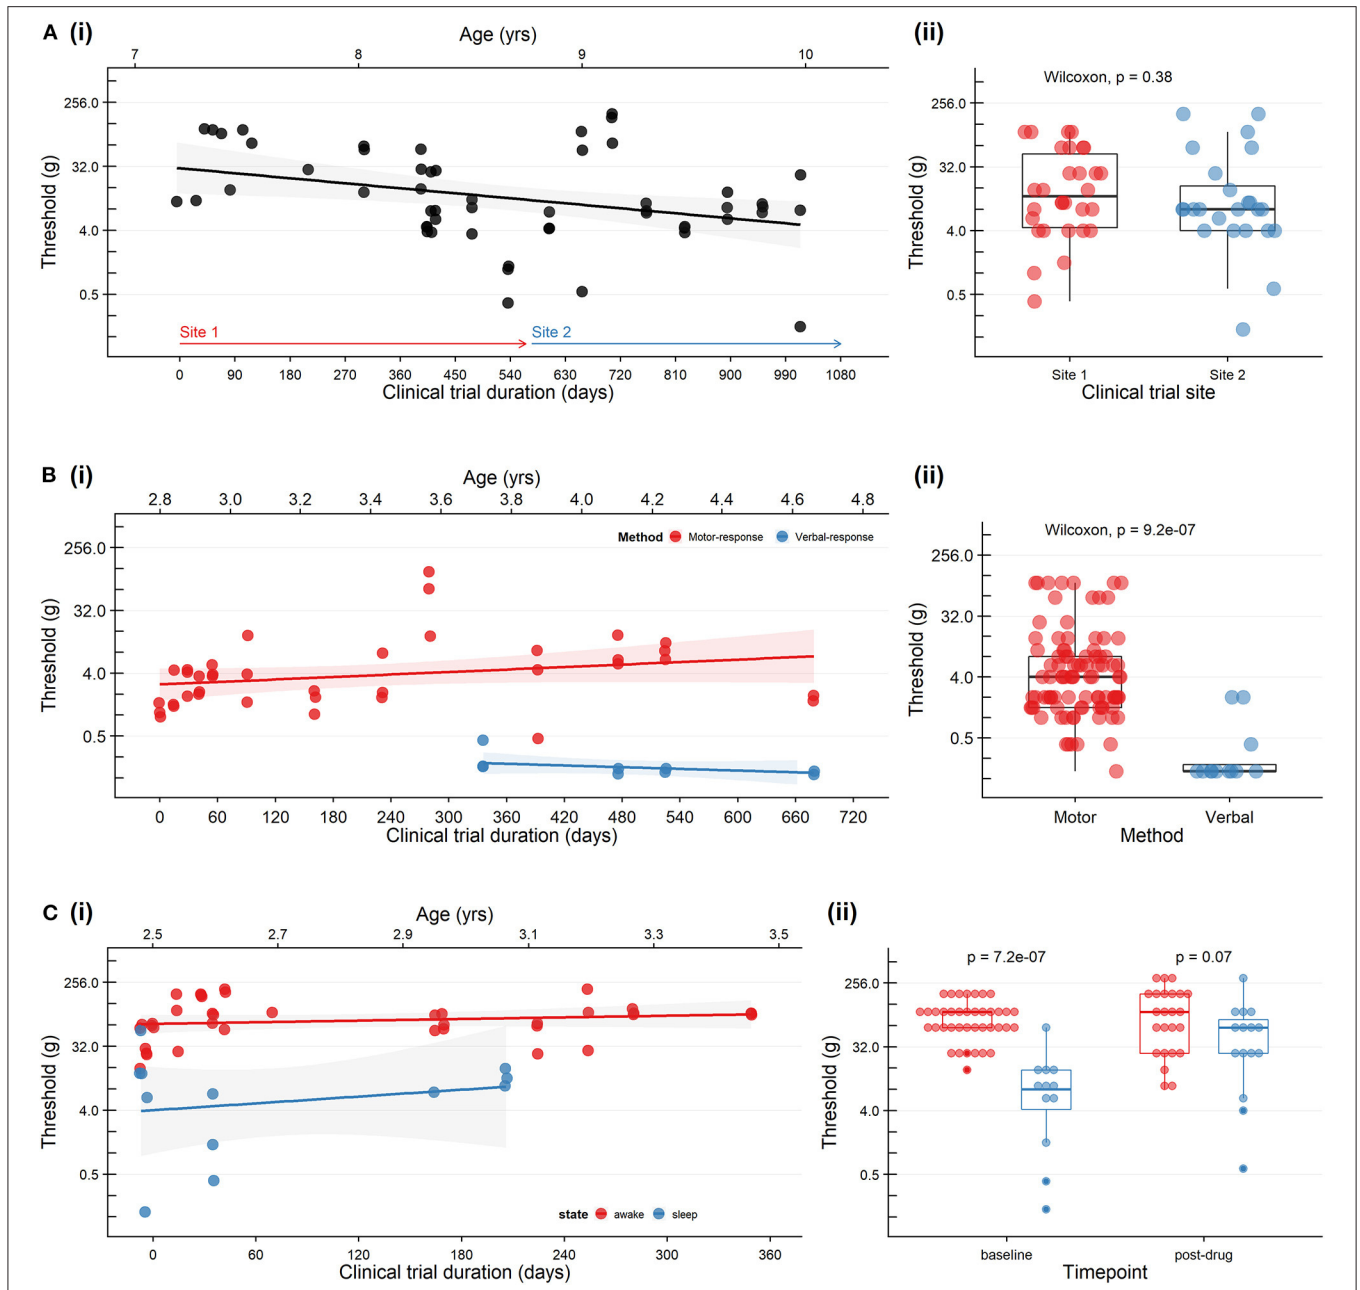 A (i)
Age (yrs)
7 8 9 10
256.0
32.0
4.0
0.5
Threshold (g)
Site 1 Site 2
0 90 180 270 360 450 540 630 720 810 900 990 1080
Clinical trial duration (days)
(ii)
Wilcoxon, p = 0.38
256.0
32.0
4.0
0.5
Threshold (g)
Site 1 Site 2
Clinical trial site
B (i)
Age (yrs)
2.8 3.0 3.2 3.4 3.6 3.8 4.0 4.2 4.4 4.6 4.8
Method Motor-response Verbal-response
256.0
32.0
4.0
0.5
Threshold (g)
0 60 120 180 240 300 360 420 480 540 600 660 720
Clinical trial duration (days)
(ii)
Wilcoxon, p = 9.2e-07
256.0
32.0
4.0
0.5
Threshold (g)
Motor Verbal
Method
C (i)
Age (yrs)
2.5 2.7 2.9 3.1 3.3 3.5
256.0
32.0
4.0
0.5
Threshold (g)
state awake sleep
0 60 120 180 240 300 360
Clinical trial duration (days)
(ii)
p = 7.2e-07 p = 0.07
256.0
32.0
4.0
0.5
Threshold (g)
baseline post-drug
Timepoint